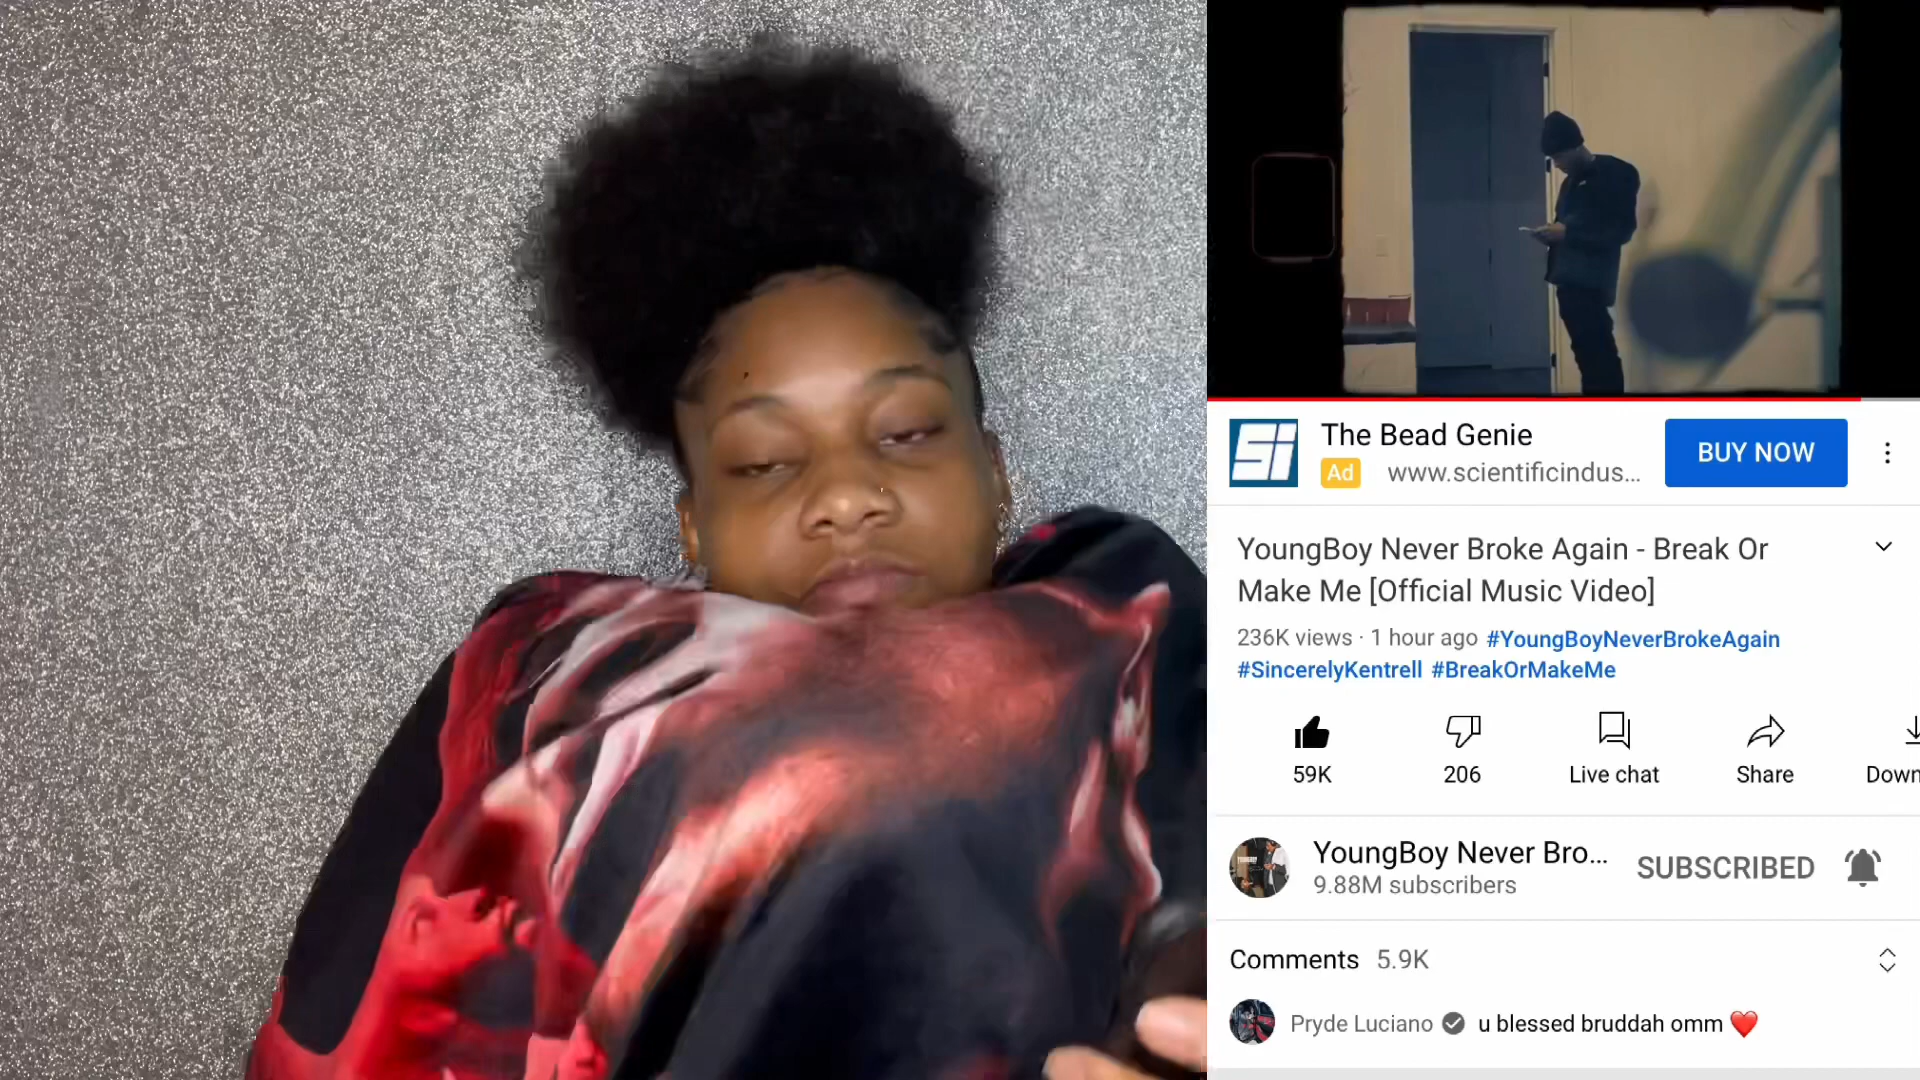 Si
The Bead Genie
Ad www.scientificindus...
BUY NOW
YoungBoy Never Broke Again - Break Or
Make Me [Official Music Video]
236K views · 1 hour ago #YoungBoyNeverBrokeAgain
#SincerelyKentrell #BreakOrMakeMe
59K 206 Live chat Share Down
YoungBoy Never Bro...
9.88M subscribers
SUBSCRIBED
Comments 5.9K
Pryde Luciano u blessed bruddah omm ❤️